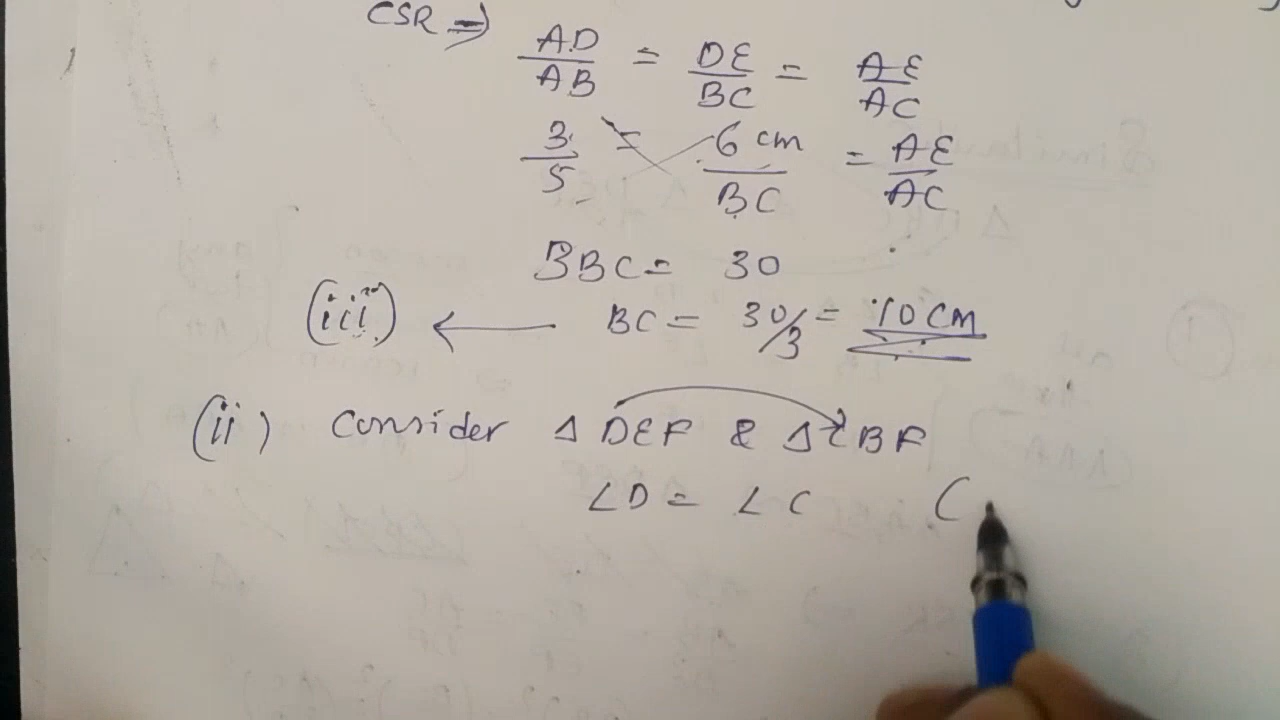 CSR ⇒ AD/AB = DE/BC = AE/AC
3/5 = 6 cm/BC = AE/AC
3BC = 30
(iii) ← BC = 30/3 = 10 cm
(ii) Consider Δ DEF & Δ CBF
∠D = ∠C (